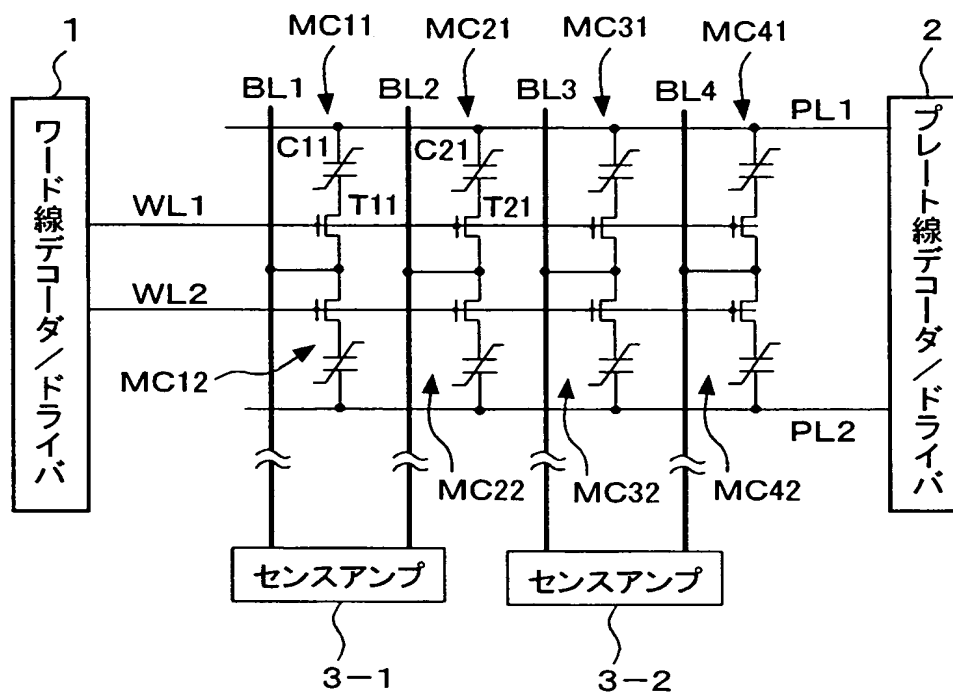 1
MC11
MC21
MC31
MC41
2
BL1
BL2
BL3
BL4
PL1
C11
C21
ワード線デコーダ/ドライバ
プレート線デコーダ/ドライバ
WL1
T11
T21
WL2
MC12
PL2
MC22
MC32
MC42
センスアンプ
センスアンプ
3-1
3-2